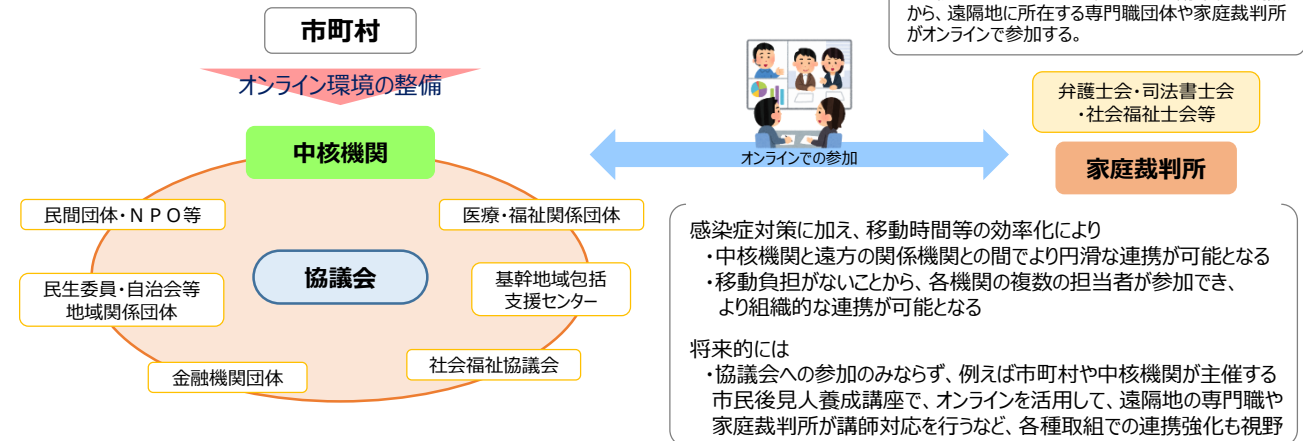 から、遠隔地に所在する専門職団体や家庭裁判所
がオンラインで参加する。
市町村
オンライン環境の整備
中核機関
民間団体・ＮＰＯ等
医療・福祉関係団体
協議会
民生委員・自治会等
地域関係団体
基幹地域包括
支援センター
金融機関団体
社会福祉協議会
オンラインでの参加
弁護士会・司法書士会
・社会福祉士会等
家庭裁判所
感染症対策に加え、移動時間等の効率化により
・中核機関と遠方の関係機関との間でより円滑な連携が可能となる
・移動負担がないことから、各機関の複数の担当者が参加でき、
より組織的な連携が可能となる
将来的には
・協議会への参加のみならず、例えば市町村や中核機関が主催する
市民後見人養成講座で、オンラインを活用して、遠隔地の専門職や
家庭裁判所が講師対応を行うなど、各種取組での連携強化も視野